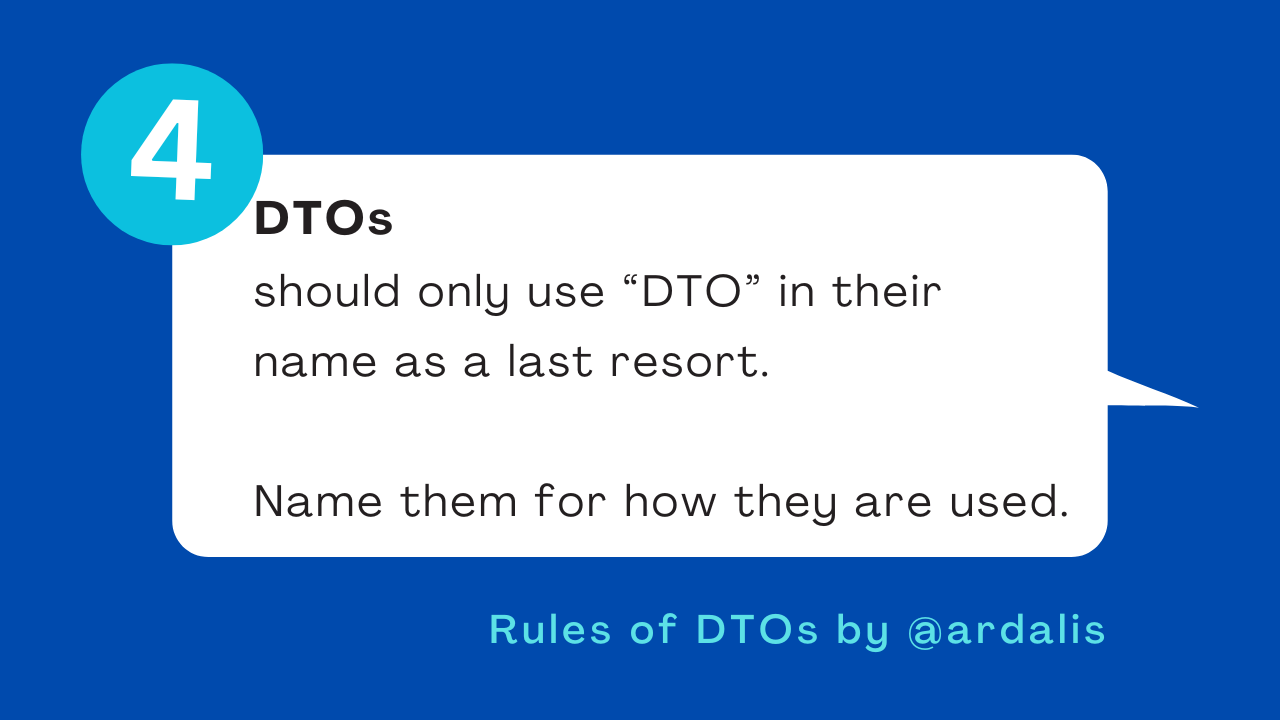 4
DTOs
should only use “DTO” in their
name as a last resort.
Name them for how they are used.
Rules of DTOs by @ardalis